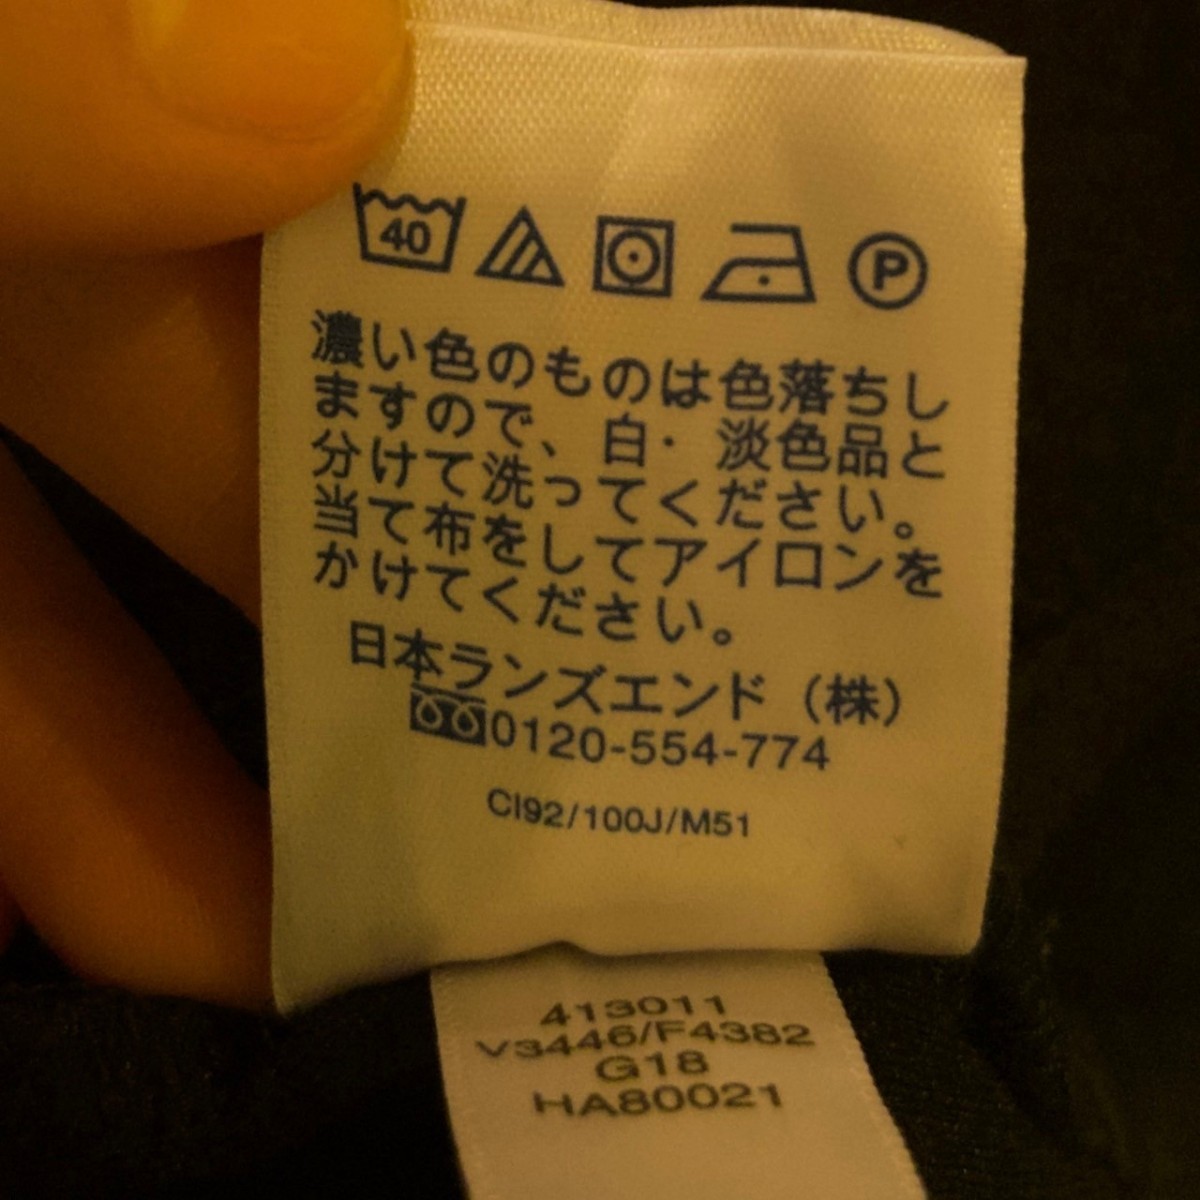 40 P
濃い色のものは色落ちし
ますので、白・淡色品と
分けて洗ってください。
当て布をしてアイロンを
かけてください。
日本ランズエンド（株）
0120-554-774
CI92/100J/M51
413011
V3446/F4382
G18
HA80021